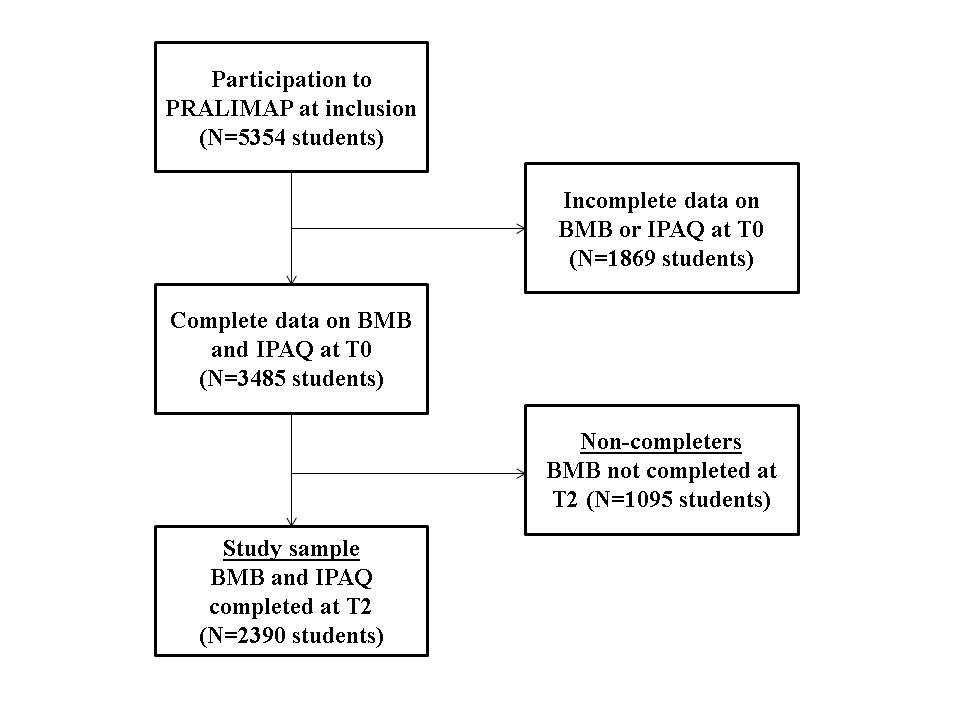 Participation to
PRALIMAP at inclusion
(N=5354 students)
Incomplete data on
BMB or IPAQ at T0
(N=1869 students)
Complete data on BMB
and IPAQ at T0
(N=3485 students)
Non-completers
BMB not completed at
T2 (N=1095 students)
Study sample
BMB and IPAQ
completed at T2
(N=2390 students)